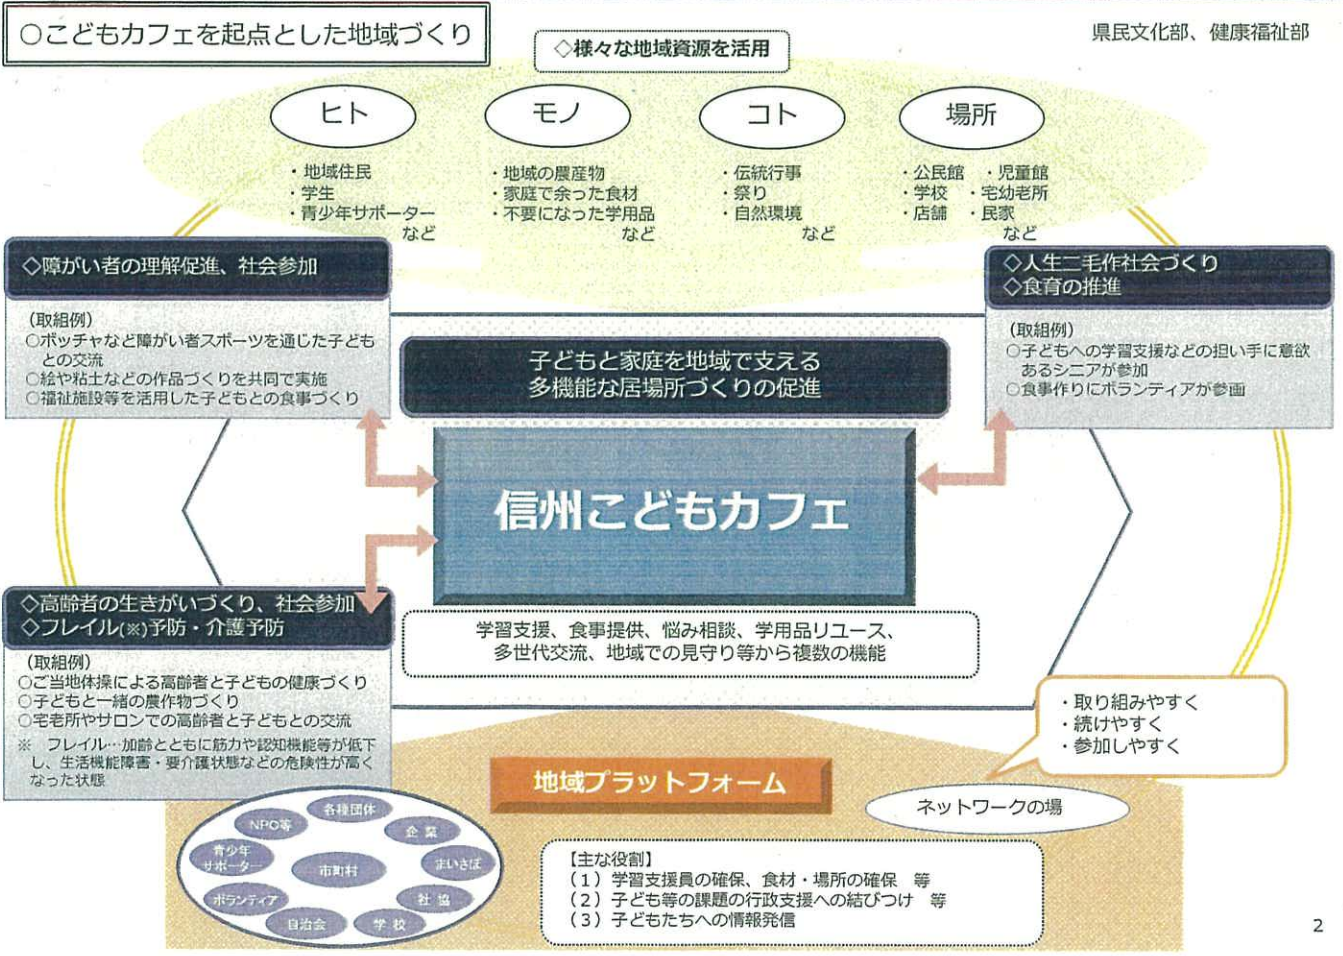 ○こどもカフェを起点とした地域づくり
県民文化部、健康福祉部
◇様々な地域資源を活用
ヒト
・地域住民
・学生
・青少年サポーター
など
モノ
・地域の農産物
・家庭で余った食材
・不要になった学用品
など
コト
・伝統行事
・祭り
・自然環境
など
場所
・公民館 ・児童館
・学校 ・宅幼老所
・店舗 ・民家
など
◇障がい者の理解促進、社会参加
(取組例)
○ボッチャなど障がい者スポーツを通じた子ども
との交流
○絵や粘土などの作品づくりを共同で実施
○福祉施設等を活用した子どもとの食事づくり
◇人生二毛作社会づくり
◇食育の推進
(取組例)
○子どもへの学習支援などの担い手に意欲
あるシニアが参加
○食事作りにボランティアが参画
子どもと家庭を地域で支える
多機能な居場所づくりの促進
信州こどもカフェ
学習支援、食事提供、悩み相談、学用品リユース、
多世代交流、地域での見守り等から複数の機能
◇高齢者の生きがいづくり、社会参加
◇フレイル(※)予防・介護予防
(取組例)
○ご当地体操による高齢者と子どもの健康づくり
○子どもと一緒の農作物づくり
○宅老所やサロンでの高齢者と子どもとの交流
※ フレイル…加齢とともに筋力や認知機能等が低下
し、生活機能障害・要介護状態などの危険性が高く
なった状態
・取り組みやすく
・続けやすく
・参加しやすく
地域プラットフォーム
ネットワークの場
各種団体
NPO等
企業
青少年
サポーター
市町村
まいさぽ
ボランティア
社協
自治会
学校
【主な役割】
(1)学習支援員の確保、食材・場所の確保 等
(2)子ども等の課題の行政支援への結びつけ 等
(3)子どもたちへの情報発信
2